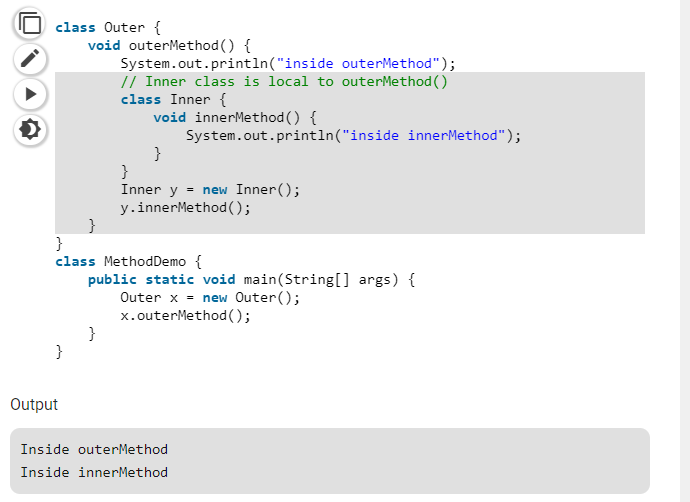 class Outer {
    void outerMethod() {
        System.out.println("inside outerMethod");
        // Inner class is local to outerMethod()
        class Inner {
            void innerMethod() {
                System.out.println("inside innerMethod");
            }
        }
        Inner y = new Inner();
        y.innerMethod();
    }
}
class MethodDemo {
    public static void main(String[] args) {
        Outer x = new Outer();
        x.outerMethod();
    }
}
Output
Inside outerMethod
Inside innerMethod